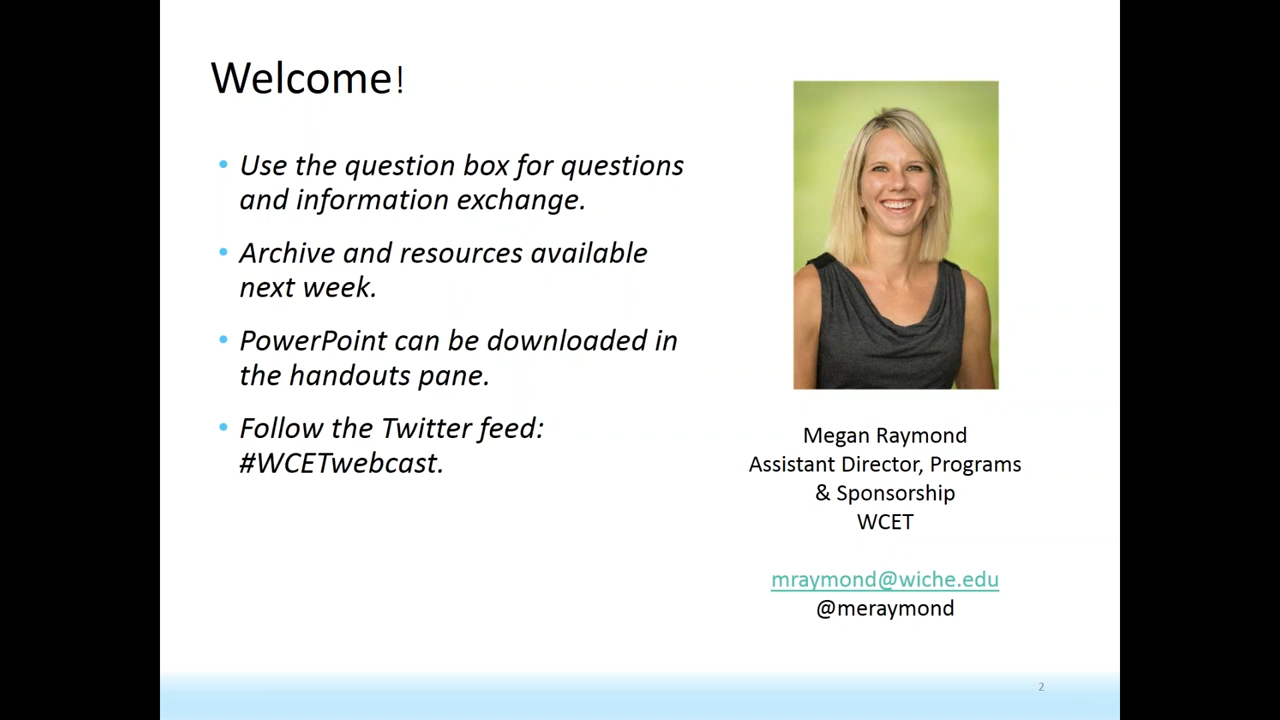 Welcome!
• Use the question box for questions
and information exchange.
• Archive and resources available
next week.
• PowerPoint can be downloaded in
the handouts pane.
• Follow the Twitter feed:
#WCETwebcast.
Megan Raymond
Assistant Director, Programs
& Sponsorship
WCET
mraymond@wiche.edu
@meraymond
2